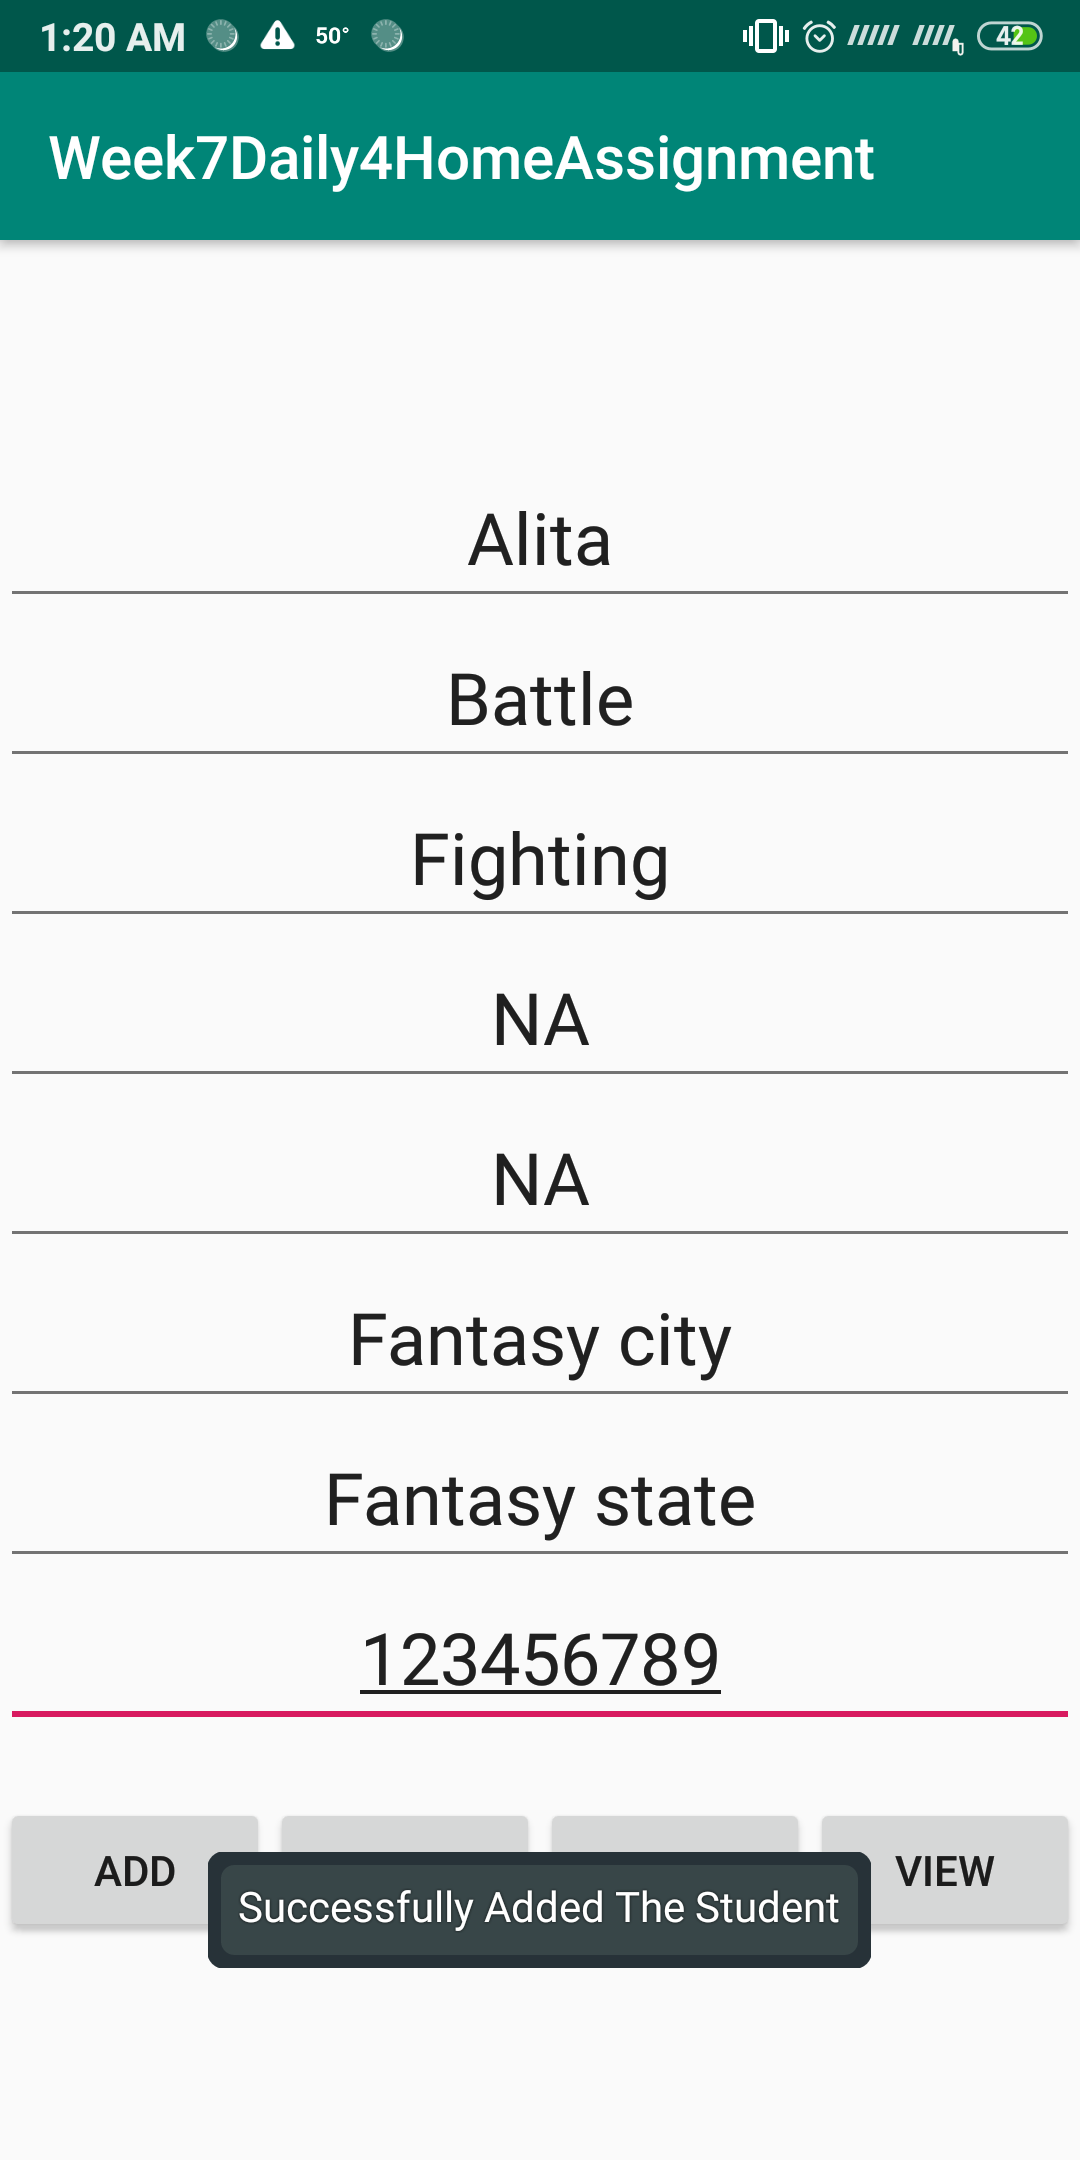 1:20 AM 50° 42
Week7Daily4HomeAssignment
Alita
Battle
Fighting
NA
NA
Fantasy city
Fantasy state
123456789
ADD VIEW
Successfully Added The Student